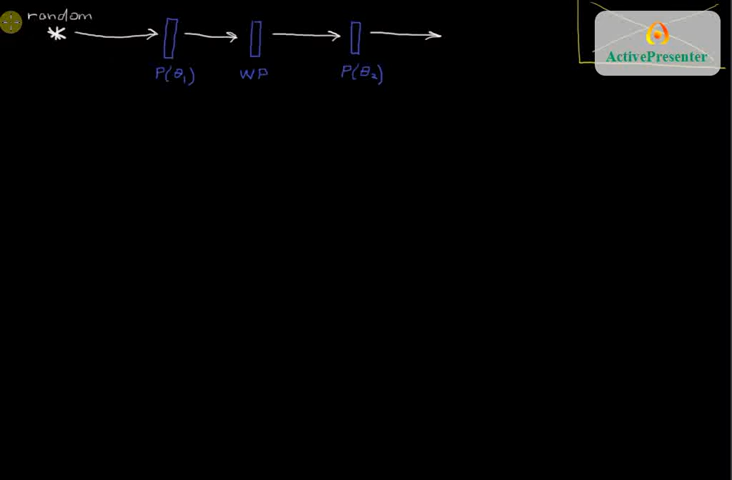 random
P(θ₁) WP P(θ₂)
ActivePresenter